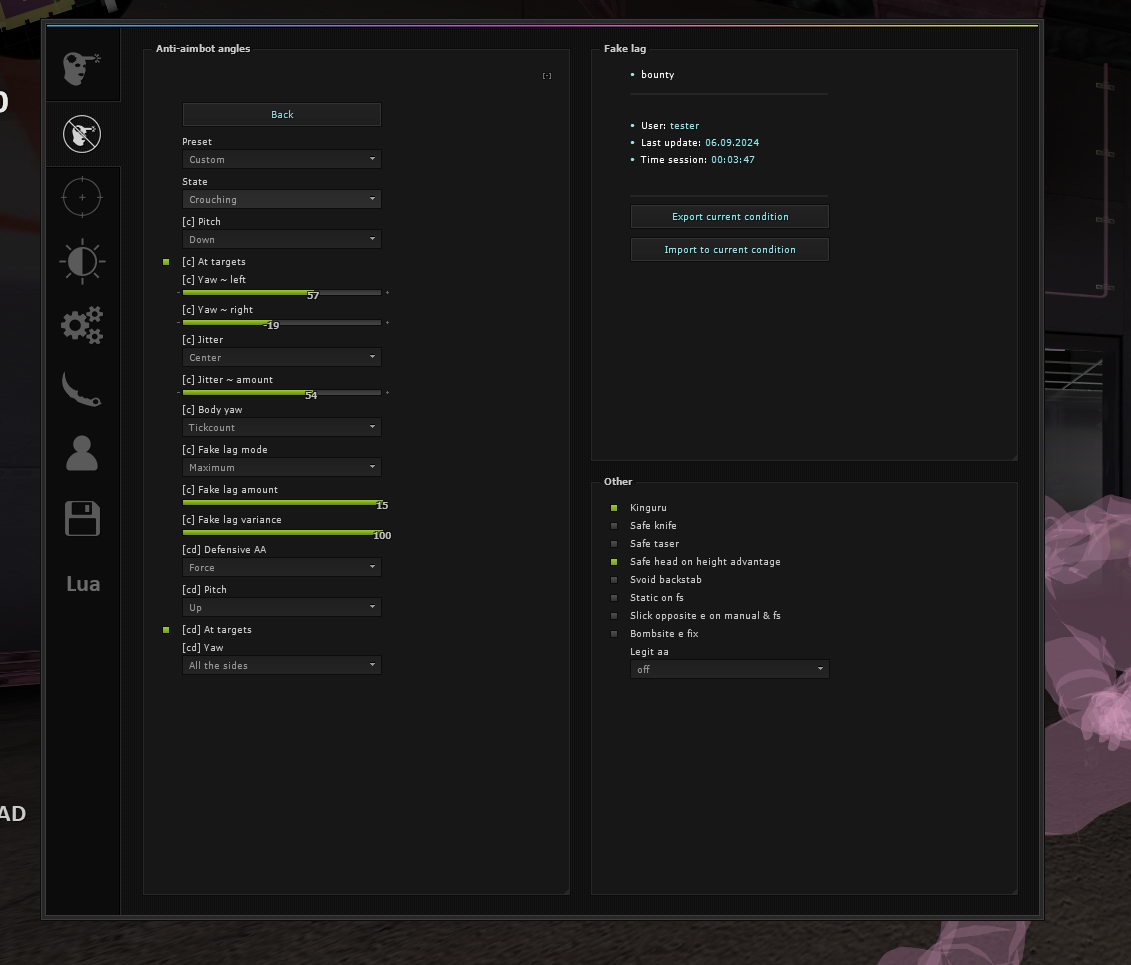 Anti-aimbot angles
[-]
Back
Preset
Custom
State
Crouching
[c] Pitch
Down
[c] At targets
[c] Yaw ~ left
57
[c] Yaw ~ right
-19
[c] Jitter
Center
[c] Jitter ~ amount
54
[c] Body yaw
Tickcount
[c] Fake lag mode
Maximum
[c] Fake lag amount
15
[c] Fake lag variance
100
[cd] Defensive AA
Force
[cd] Pitch
Up
[cd] At targets
[cd] Yaw
All the sides
Fake lag
• bounty
• User: tester
• Last update: 06.09.2024
• Time session: 00:03:47
Export current condition
Import to current condition
Other
Kinguru
Safe knife
Safe taser
Safe head on height advantage
Svoid backstab
Static on fs
Slick opposite e on manual & fs
Bombsite e fix
Legit aa
off
Lua
AD